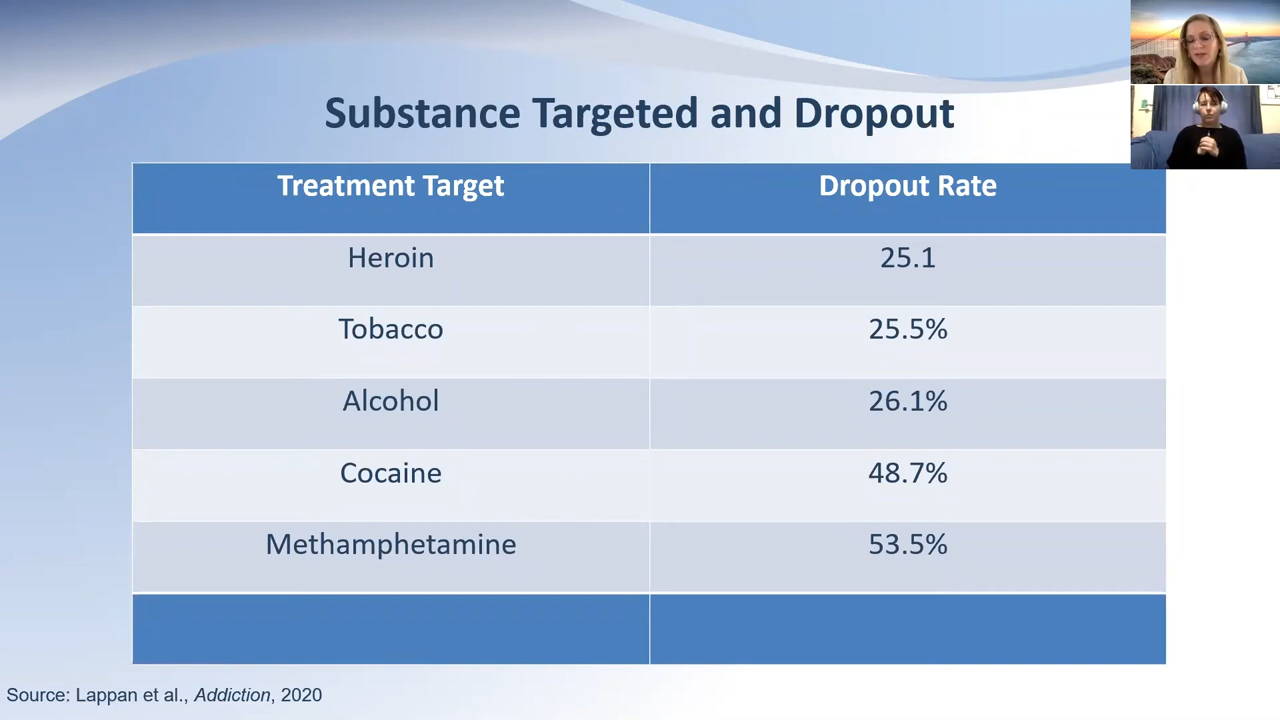 Substance Targeted and Dropout
Treatment Target Dropout Rate
Heroin 25.1
Tobacco 25.5%
Alcohol 26.1%
Cocaine 48.7%
Methamphetamine 53.5%
Source: Lappan et al., Addiction, 2020